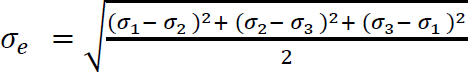 σₑ = √(((σ₁− σ₂ )²+ (σ₂− σ₃ )²+ (σ₃− σ₁ )²)/2)